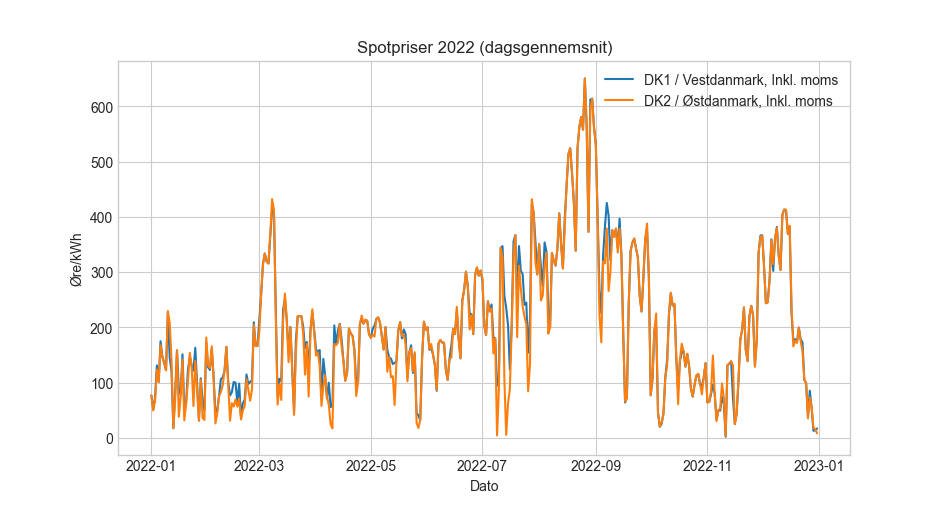 Spotpriser 2022 (dagsgennemsnit)
DK1 / Vestdanmark, Inkl. moms
DK2 / Østdanmark, Inkl. moms
Øre/kWh
600
500
400
300
200
100
0
2022-01
2022-03
2022-05
2022-07
2022-09
2022-11
2023-01
Dato